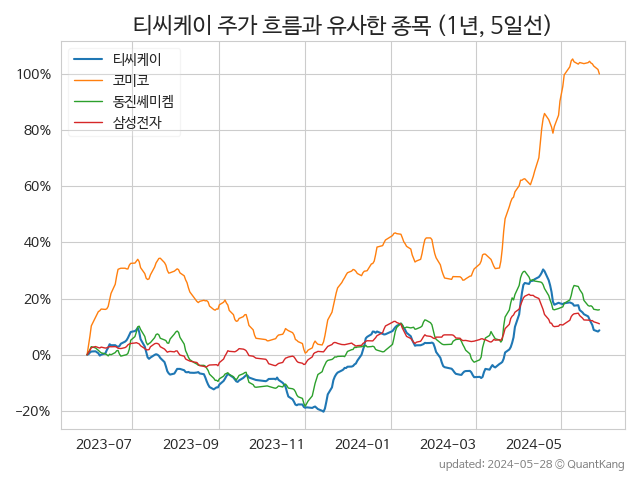 티씨케이 주가 흐름과 유사한 종목 (1년, 5일선)
티씨케이
코미코
동진쎄미켐
삼성전자
100%
80%
60%
40%
20%
0%
−20%
2023-07 2023-09 2023-11 2024-01 2024-03 2024-05
updated: 2024-05-28 © QuantKang